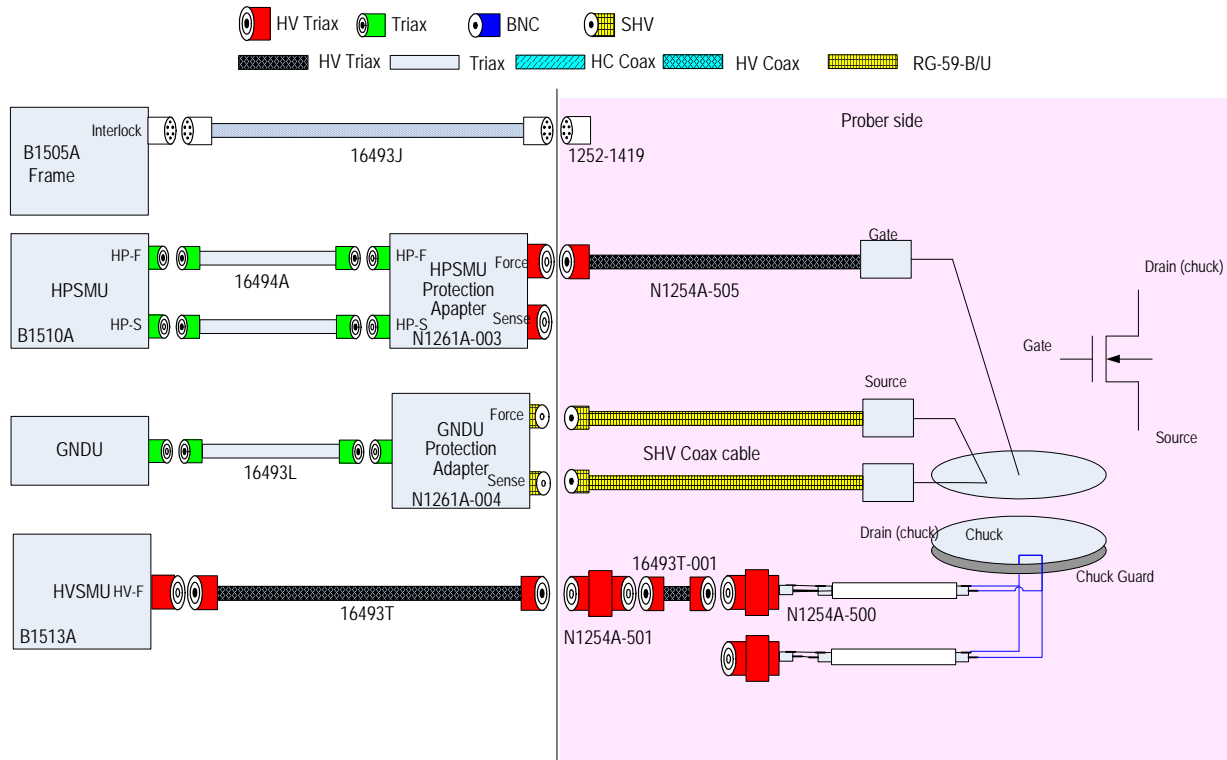 HV Triax
Triax
BNC
SHV
HV Triax
Triax
HC Coax
HV Coax
RG-59-B/U
Interlock
B1505A
Frame
16493J
1252-1419
Prober side
HP-F
HPSMU
HP-S
B1510A
16494A
HP-F
Force
HPSMU
Protection
Apapter
Sense
HP-S
N1261A-003
N1254A-505
Gate
Drain (chuck)
Gate
Source
GNDU
16493L
Force
GNDU
Protection
Adapter
Sense
N1261A-004
Source
SHV Coax cable
Drain (chuck)
Chuck
Chuck Guard
HVSMU
HV-F
B1513A
16493T
16493T-001
N1254A-501
N1254A-500